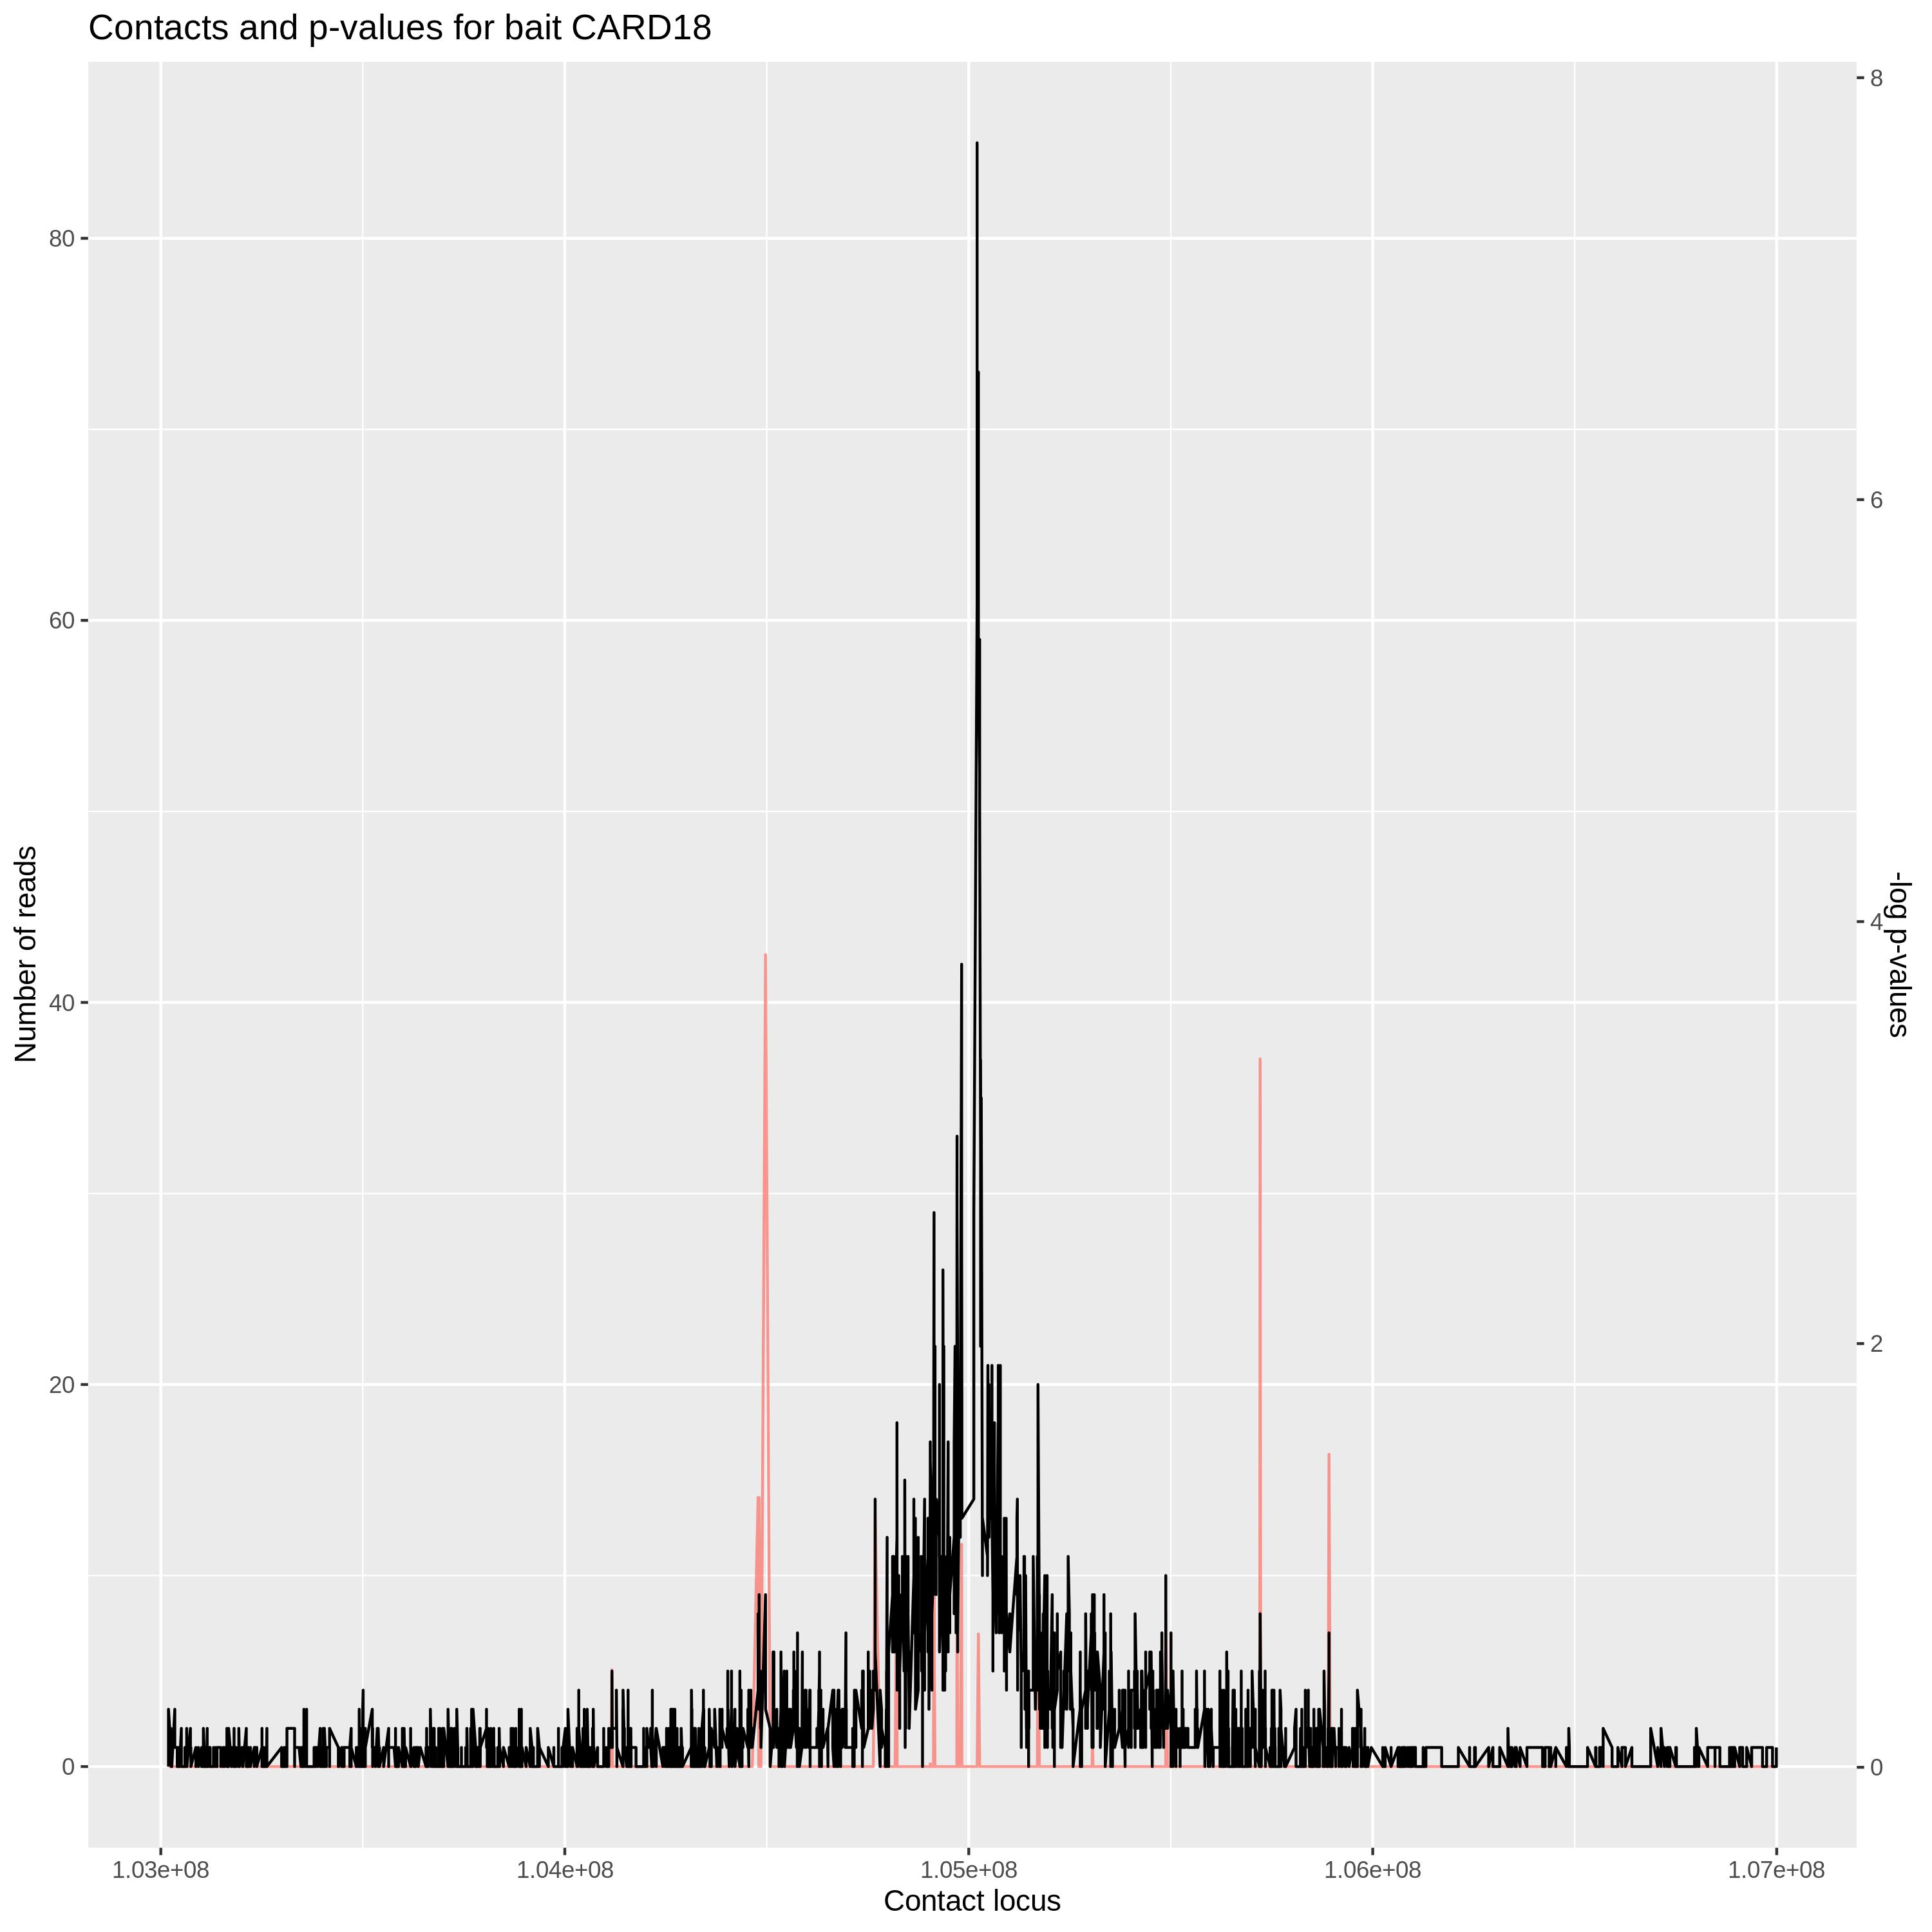 Contacts and p-values for bait CARD18
Number of reads
80
60
40
20
0
8
6
4
2
0
-log p-values
1.03e+08
1.04e+08
1.05e+08
1.06e+08
1.07e+08
Contact locus